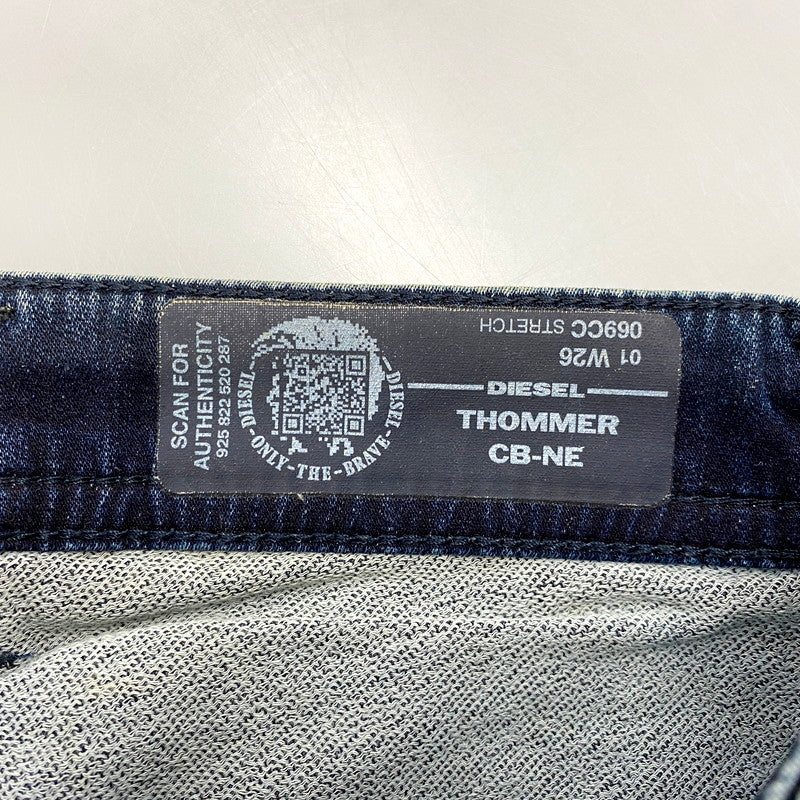 SCAN FOR
AUTHENTICITY
925 822 520 287
DIESEL - ONLY - THE - BRAVE - DIESEL
01 W26
069CC STRETCH
DIESEL
THOMMER
CB-NE